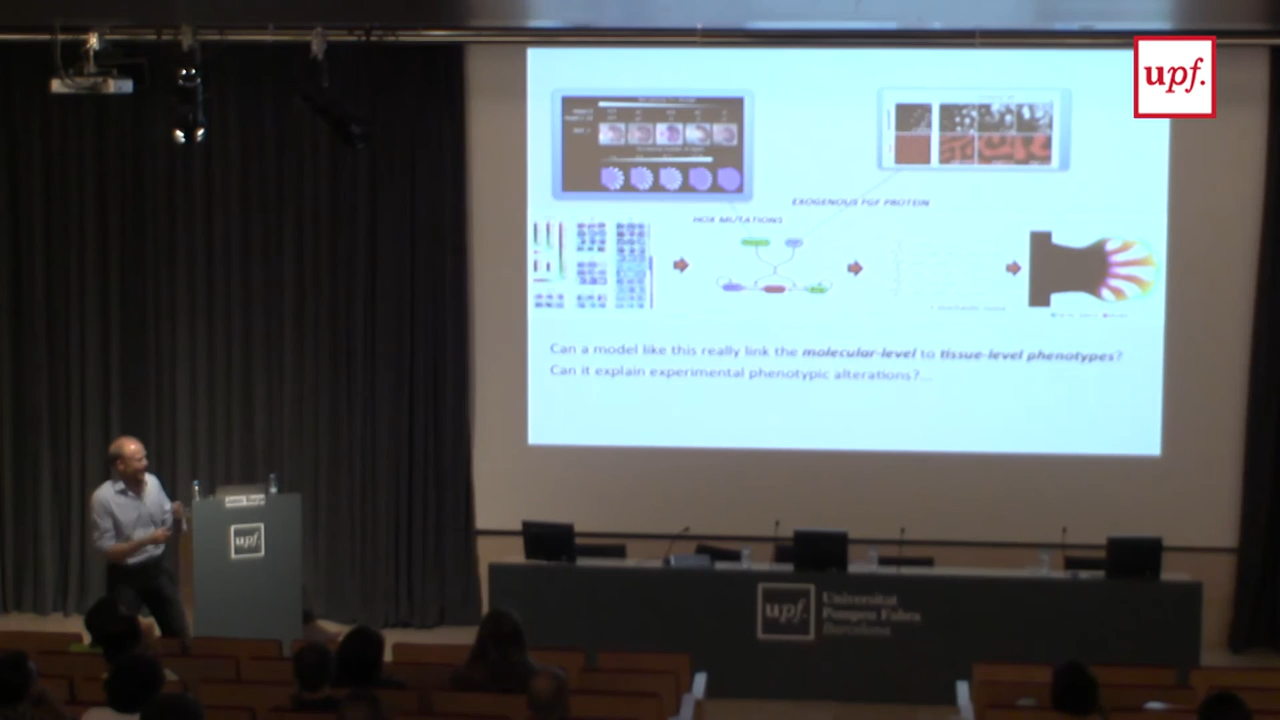 upf.
EXOGENOUS FGF PROTEIN
HOX MUTATIONS
Can a model like this really link the molecular-level to tissue-level phenotypes?
Can it explain experimental phenotypic alterations?...
upf.
upf.
Universitat
Pompeu Fabra
Barcelona